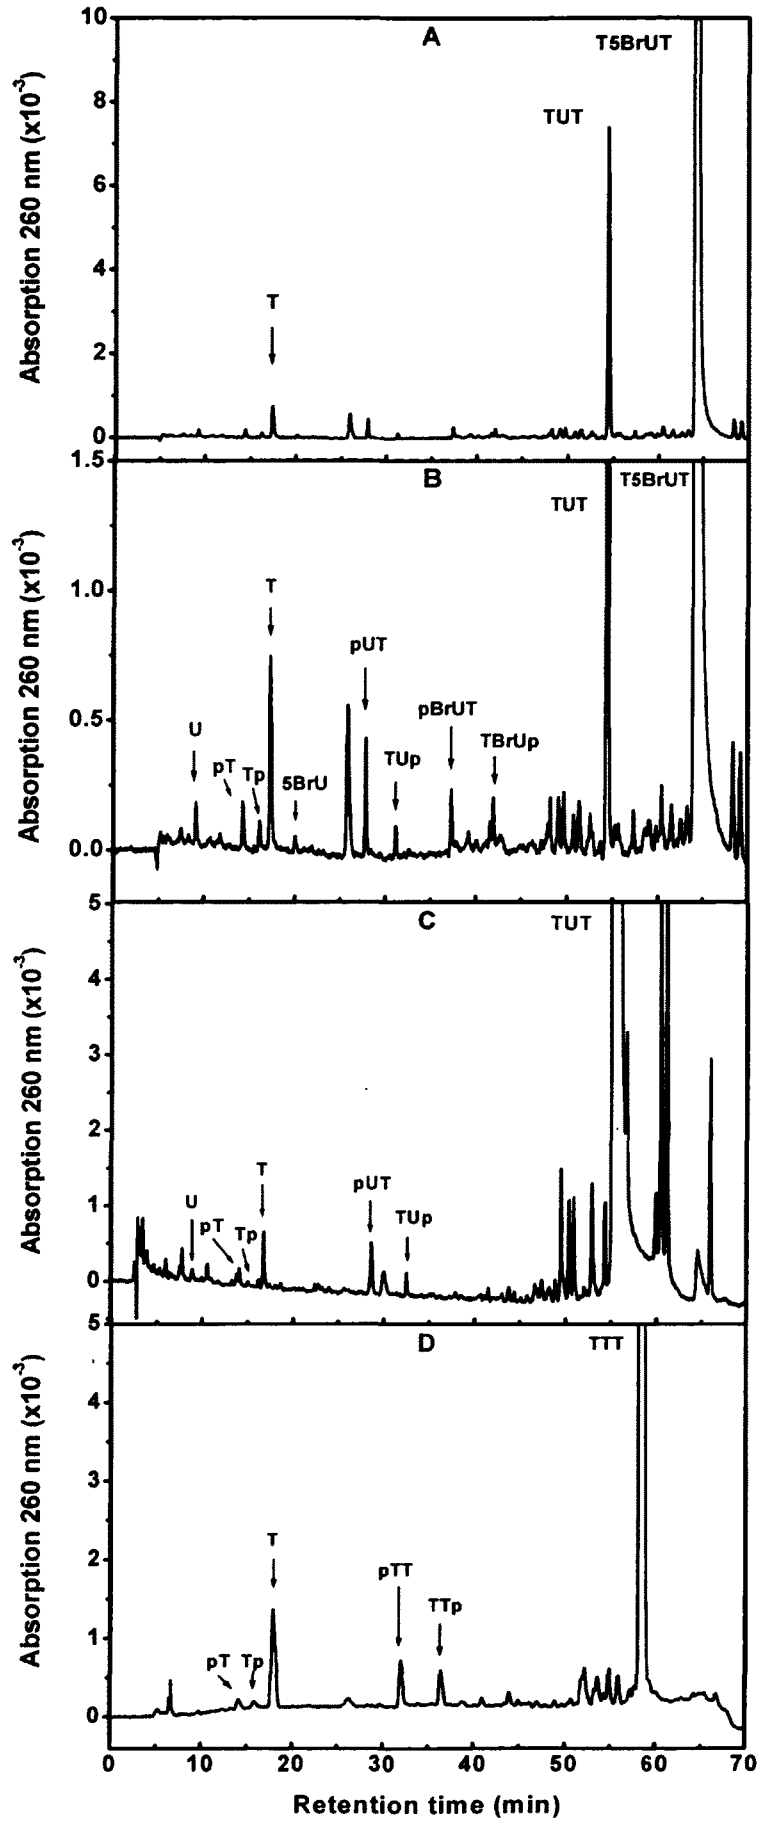 10
A
T5BrUT
8
TUT
6
4
T
2
0
Absorption 260 nm (x10-3)
1.5
B
T5BrUT
TUT
1.0
T
pUT
0.5
U
pT
Tp
5BrU
TUp
pBrUT
TBrUp
0.0
Absorption 260 nm (x10-3)
5
C
TUT
4
3
2
T
pUT
1
U
pT
Tp
TUp
0
Absorption 260 nm (x10-3)
5
D
TTT
4
3
T
2
pTT
TTp
1
pT
Tp
0
Absorption 260 nm (x10-3)
0 10 20 30 40 50 60 70
Retention time (min)